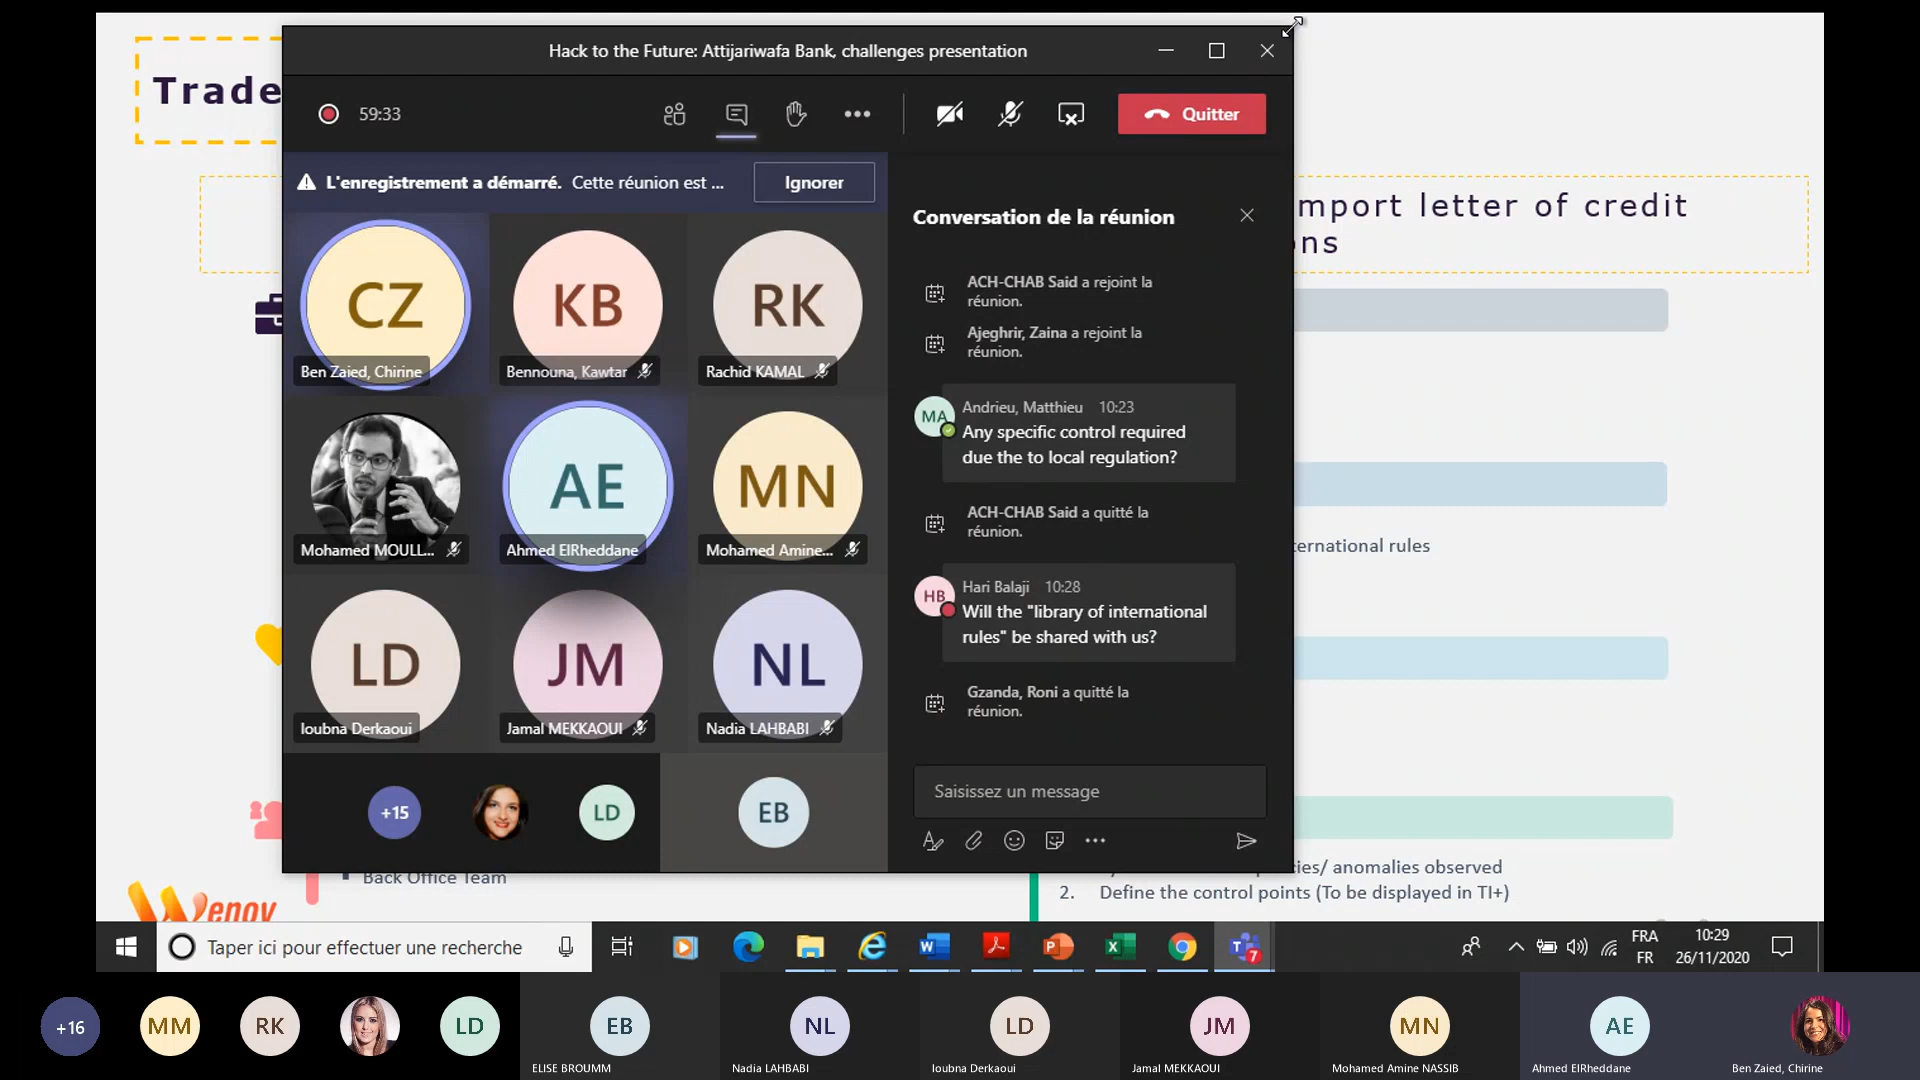 Trade
Hack to the Future: Attijariwafa Bank, challenges presentation
59:33
Quitter
L'enregistrement a démarré. Cette réunion est ...
Ignorer
CZ
Ben Zaied, Chirine
KB
Bennouna, Kawtar
RK
Rachid KAMAL
Mohamed MOULL...
AE
Ahmed ElRheddane
MN
Mohamed Amine...
LD
loubna Derkaoui
JM
Jamal MEKKAOUI
NL
Nadia LAHBABI
+15
LD
EB
Conversation de la réunion
ACH-CHAB Said a rejoint la
réunion.
Ajeghrir, Zaina a rejoint la
réunion.
MA
Andrieu, Matthieu 10:23
Any specific control required
due the to local regulation?
ACH-CHAB Said a quitté la
réunion.
HB
Hari Balaji 10:28
Will the "library of international
rules" be shared with us?
Gzanda, Roni a quitté la
réunion.
Saisissez un message
mport letter of credit
ns
ernational rules
cies/ anomalies observed
2. Define the control points (To be displayed in TI+)
Back Office Team
Wenov
Taper ici pour effectuer une recherche
7
FRA
FR
10:29
26/11/2020
+16
MM
RK
LD
EB
ELISE BROUMM
NL
Nadia LAHBABI
LD
loubna Derkaoui
JM
Jamal MEKKAOUI
MN
Mohamed Amine NASSIB
AE
Ahmed ElRheddane
Ben Zaied, Chirine